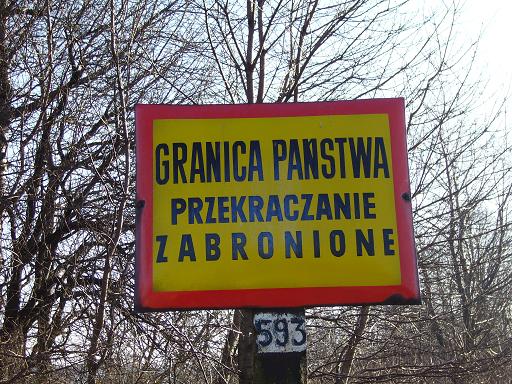 GRANICA PAŃSTWA
PRZEKRACZANIE
ZABRONIONE
593